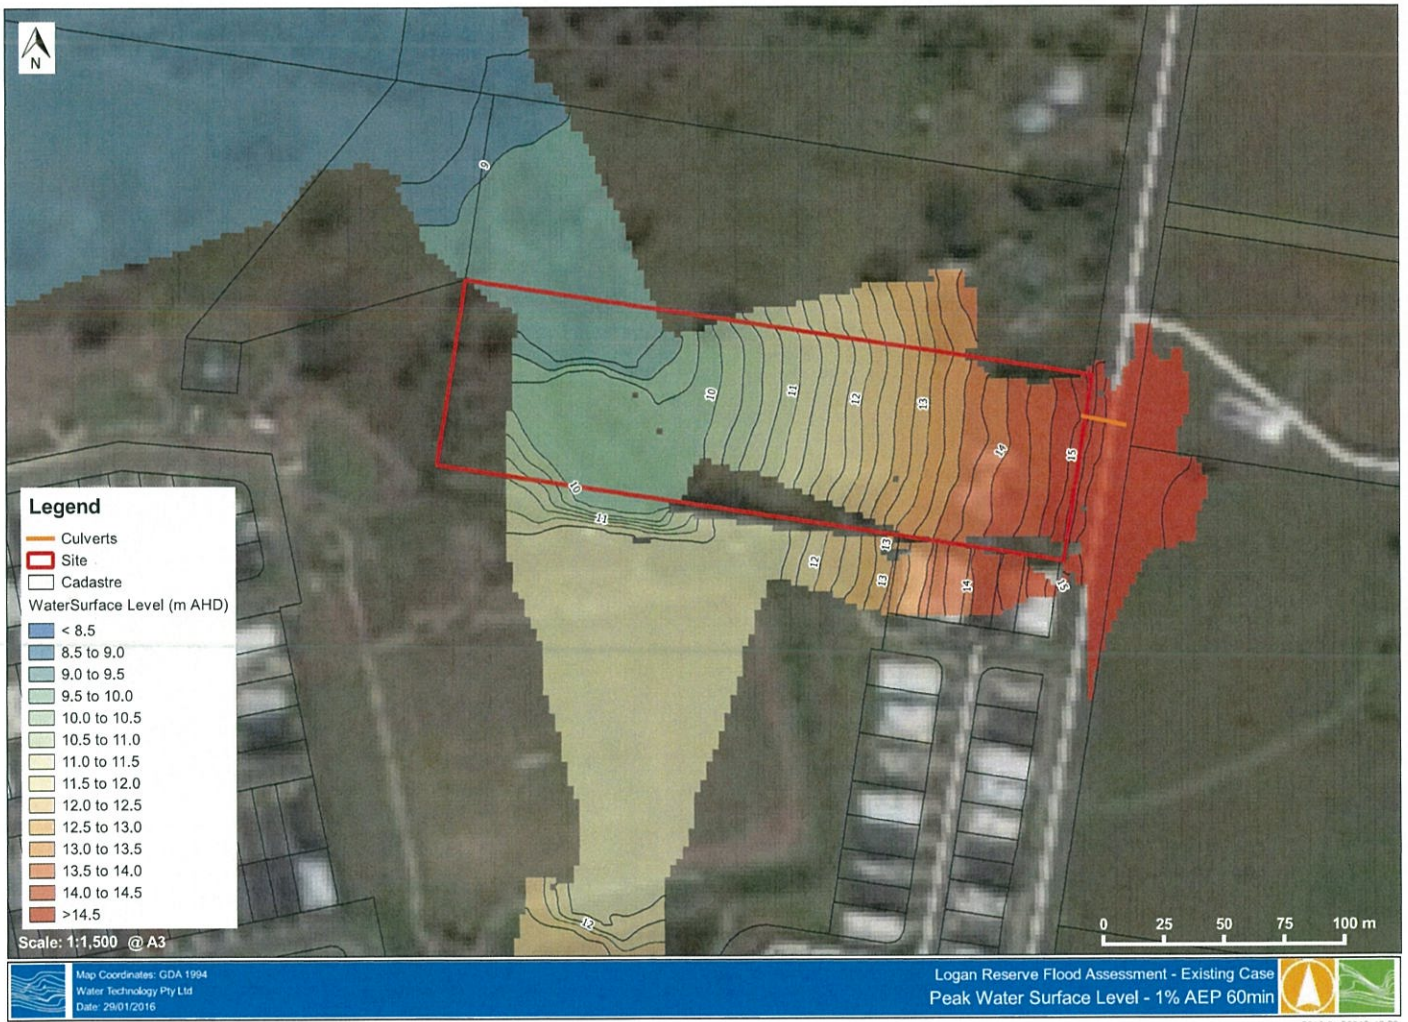 N
9
10
11
12
13
14
15
10
11
12
13
13
14
15
12
Legend
Culverts
Site
Cadastre
WaterSurface Level (m AHD)
< 8.5
8.5 to 9.0
9.0 to 9.5
9.5 to 10.0
10.0 to 10.5
10.5 to 11.0
11.0 to 11.5
11.5 to 12.0
12.0 to 12.5
12.5 to 13.0
13.0 to 13.5
13.5 to 14.0
14.0 to 14.5
>14.5
Scale: 1:1,500 @ A3
0 25 50 75 100 m
Map Coordinates: GDA 1994
Water Technology Pty Ltd
Date: 29/01/2016
Logan Reserve Flood Assessment - Existing Case
Peak Water Surface Level - 1% AEP 60min